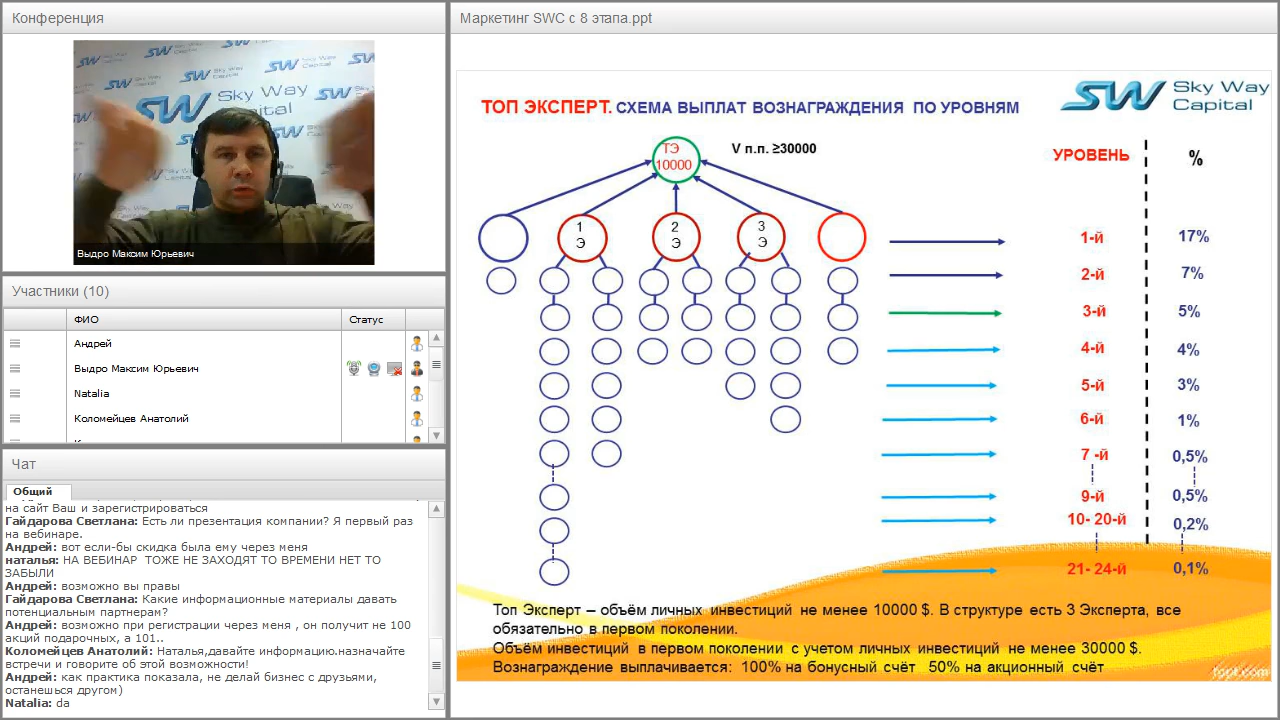 Конференция
Sky Way
Capital
Выдро Максим Юрьевич
Участники (10)
ФИО
Статус
Андрей
Выдро Максим Юрьевич
Natalia
Коломейцев Анатолий
Чат
Общий
на сайт Ваш и зарегистрироваться
Гайдарова Светлана: Есть ли презентация компании? Я первый раз
на вебинаре.
Андрей: вот если-бы скидка была ему через меня
наталья: НА ВЕБИНАР ТОЖЕ НЕ ЗАХОДЯТ ТО ВРЕМЕНИ НЕТ ТО
ЗАБЫЛИ
Андрей: возможно вы правы
Гайдарова Светлана: Какие информационные материалы давать
потенциальным партнерам?
Андрей: возможно при регистрации через меня , он получит не 100
акций подарочных, а 101..
Коломейцев Анатолий: Наталья,давайте информацию.назначайте
встречи и говорите об этой возможности!
Андрей: как практика показала, не делай бизнес с друзьями,
останешься другом)
Natalia: da
Маркетинг SWC с 8 этапа.ppt
SW Sky Way
Capital
ТОП ЭКСПЕРТ. СХЕМА ВЫПЛАТ ВОЗНАГРАЖДЕНИЯ ПО УРОВНЯМ
ТЭ
10000
V п.п. ≥30000
УРОВЕНЬ %
1
Э
2
Э
3
Э
1-й 17%
2-й 7%
3-й 5%
4-й 4%
5-й 3%
6-й 1%
7 -й 0,5%
9-й 0,5%
10- 20-й 0,2%
21- 24-й 0,1%
Топ Эксперт – объём личных инвестиций не менее 10000 $. В структуре есть 3 Эксперта, все
обязательно в первом поколении.
Объём инвестиций в первом поколении с учетом личных инвестиций не менее 30000 $.
Вознаграждение выплачивается: 100% на бонусный счёт 50% на акционный счёт
fppt.com